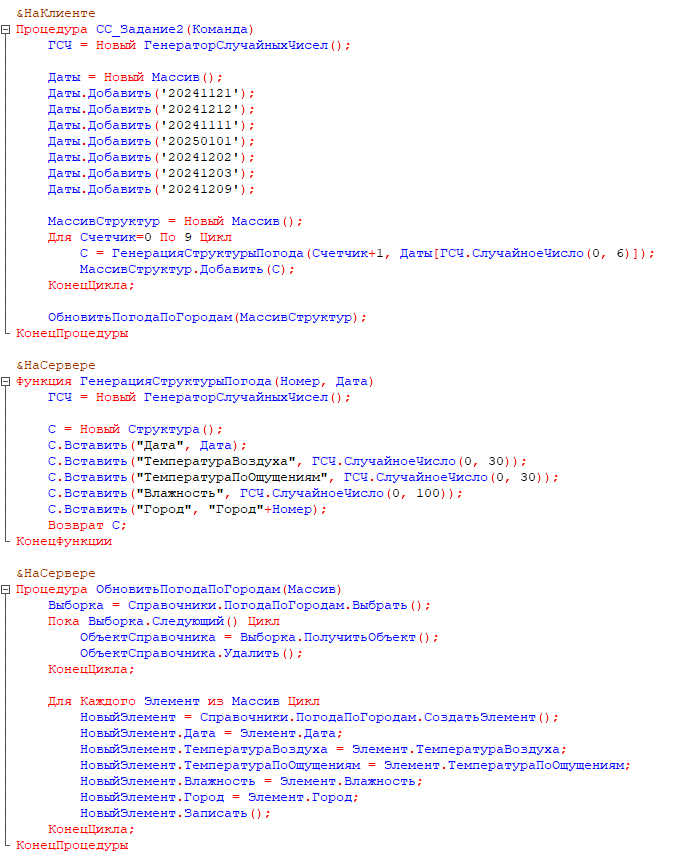 &НаКлиенте
Процедура СС_Задание2(Команда)
ГСЧ = Новый ГенераторСлучайныхЧисел();
Даты = Новый Массив();
Даты.Добавить('20241121');
Даты.Добавить('20241212');
Даты.Добавить('20241111');
Даты.Добавить('20250101');
Даты.Добавить('20241202');
Даты.Добавить('20241203');
Даты.Добавить('20241209');
МассивСтруктур = Новый Массив();
Для Счетчик=0 По 9 Цикл
С = ГенерацияСтруктурыПогода(Счетчик+1, Даты[ГСЧ.СлучайноеЧисло(0, 6)]);
МассивСтруктур.Добавить(С);
КонецЦикла;
ОбновитьПогодаПоГородам(МассивСтруктур);
КонецПроцедуры
&НаСервере
Функция ГенерацияСтруктурыПогода(Номер, Дата)
ГСЧ = Новый ГенераторСлучайныхЧисел();
С = Новый Структура();
С.Вставить("Дата", Дата);
С.Вставить("ТемператураВоздуха", ГСЧ.СлучайноеЧисло(0, 30));
С.Вставить("ТемператураПоОщущениям", ГСЧ.СлучайноеЧисло(0, 30));
С.Вставить("Влажность", ГСЧ.СлучайноеЧисло(0, 100));
С.Вставить("Город", "Город"+Номер);
Возврат С;
КонецФункции
&НаСервере
Процедура ОбновитьПогодаПоГородам(Массив)
Выборка = Справочники.ПогодаПоГородам.Выбрать();
Пока Выборка.Следующий() Цикл
ОбъектСправочника = Выборка.ПолучитьОбъект();
ОбъектСправочника.Удалить();
КонецЦикла;
Для Каждого Элемент из Массив Цикл
НовыйЭлемент = Справочники.ПогодаПоГородам.СоздатьЭлемент();
НовыйЭлемент.Дата = Элемент.Дата;
НовыйЭлемент.ТемператураВоздуха = Элемент.ТемператураВоздуха;
НовыйЭлемент.ТемператураПоОщущениям = Элемент.ТемператураПоОщущениям;
НовыйЭлемент.Влажность = Элемент.Влажность;
НовыйЭлемент.Город = Элемент.Город;
НовыйЭлемент.Записать();
КонецЦикла;
КонецПроцедуры